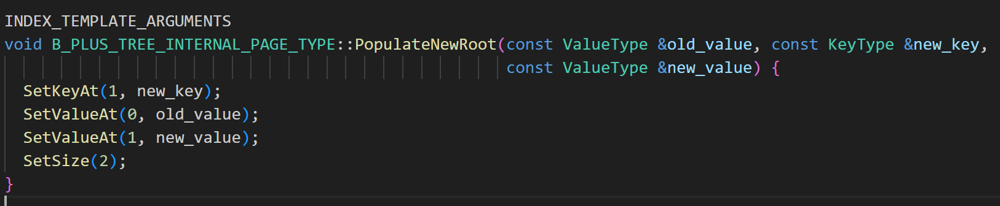 INDEX_TEMPLATE_ARGUMENTS
void B_PLUS_TREE_INTERNAL_PAGE_TYPE::PopulateNewRoot(const ValueType &old_value, const KeyType &new_key,
const ValueType &new_value) {
SetKeyAt(1, new_key);
SetValueAt(0, old_value);
SetValueAt(1, new_value);
SetSize(2);
}